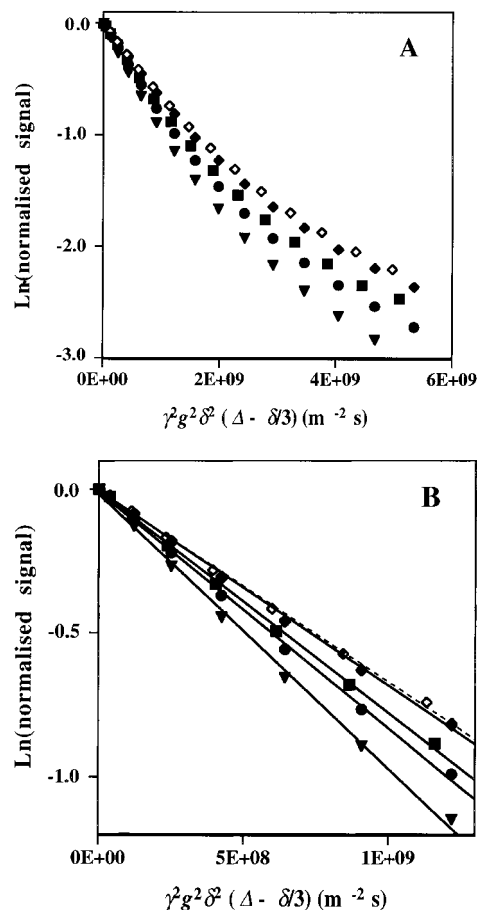 A
Ln(normalised signal)
0.0
-1.0
-2.0
-3.0
0E+00 2E+09 4E+09 6E+09
γ²g²δ² (Δ - δ/3) (m⁻² s)
B
Ln(normalised signal)
0.0
-0.5
-1.0
0E+00 5E+08 1E+09
γ²g²δ² (Δ - δ/3) (m⁻² s)